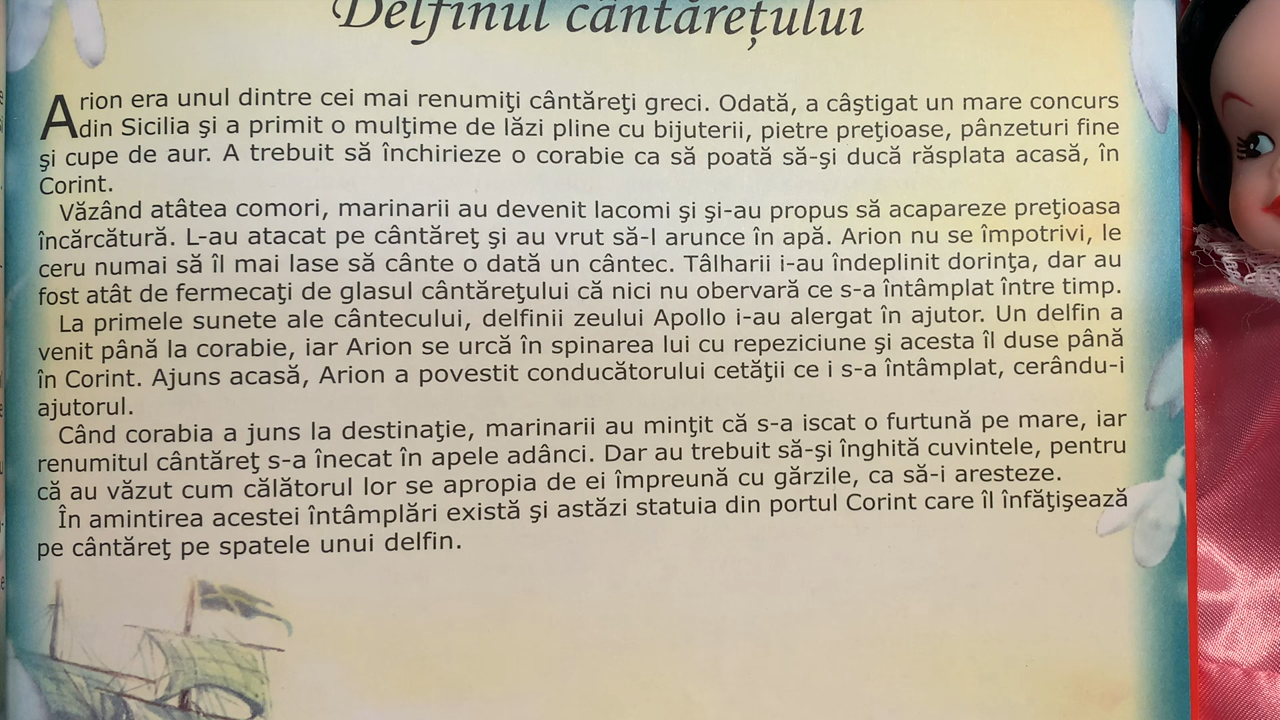 Delfinul cântărețului
Arion era unul dintre cei mai renumiţi cântăreţi greci. Odată, a câştigat un mare concurs
din Sicilia şi a primit o mulţime de lăzi pline cu bijuterii, pietre preţioase, pânzeturi fine
şi cupe de aur. A trebuit să închirieze o corabie ca să poată să-şi ducă răsplata acasă, în
Corint.
Văzând atâtea comori, marinarii au devenit lacomi şi şi-au propus să acapareze preţioasa
încărcătură. L-au atacat pe cântăreţ şi au vrut să-l arunce în apă. Arion nu se împotrivi, le
ceru numai să îl mai lase să cânte o dată un cântec. Tâlharii i-au îndeplinit dorinţa, dar au
fost atât de fermecaţi de glasul cântăreţului că nici nu obervară ce s-a întâmplat între timp.
La primele sunete ale cântecului, delfinii zeului Apollo i-au alergat în ajutor. Un delfin a
venit până la corabie, iar Arion se urcă în spinarea lui cu repeziciune şi acesta îl duse până
în Corint. Ajuns acasă, Arion a povestit conducătorului cetăţii ce i s-a întâmplat, cerându-i
ajutorul.
Când corabia a juns la destinaţie, marinarii au minţit că s-a iscat o furtună pe mare, iar
renumitul cântăreţ s-a înecat în apele adânci. Dar au trebuit să-şi înghită cuvintele, pentru
că au văzut cum călătorul lor se apropia de ei împreună cu gărzile, ca să-i aresteze.
În amintirea acestei întâmplări există şi astăzi statuia din portul Corint care îl înfăţişează
pe cântăreţ pe spatele unui delfin.